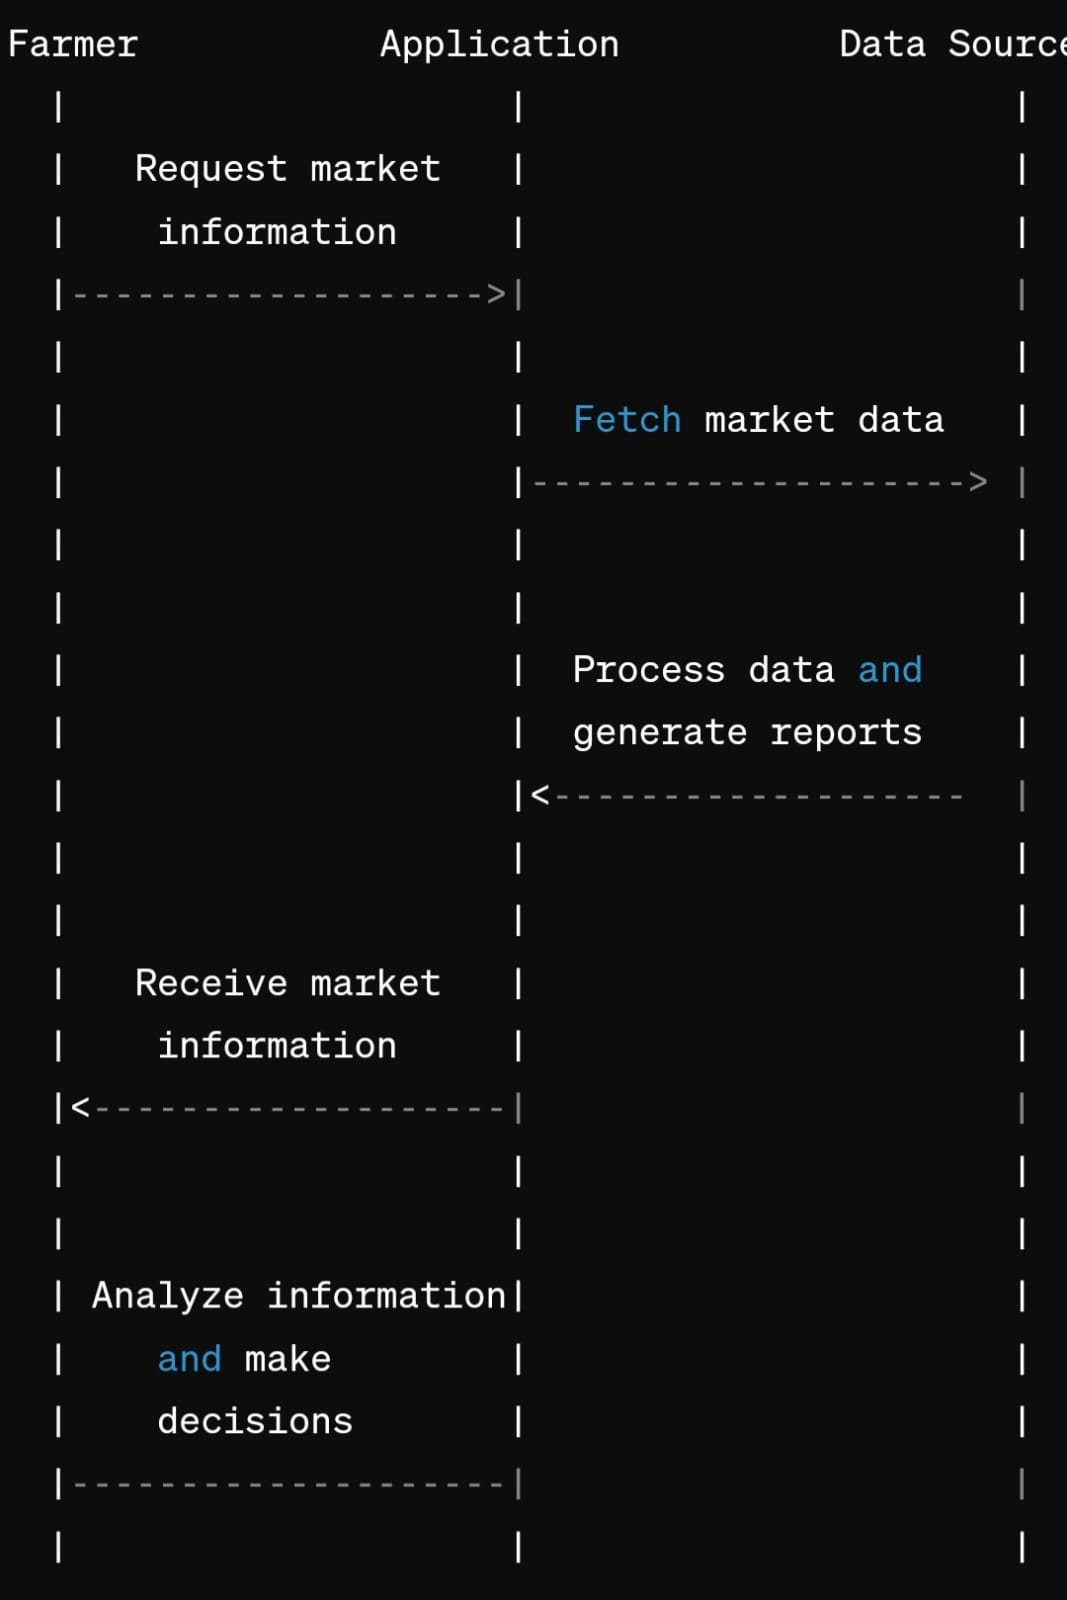 Farmer Application Data Source
| | |
| Request market | |
| information | |
|------------------->| |
| | |
| | Fetch market data |
| |--------------------> |
| | |
| | |
| | Process data and |
| | generate reports |
| |<------------------- |
| | |
| | |
| Receive market | |
| information | |
|<-------------------| |
| | |
| | |
| Analyze information| |
| and make | |
| decisions | |
|--------------------| |
| | |